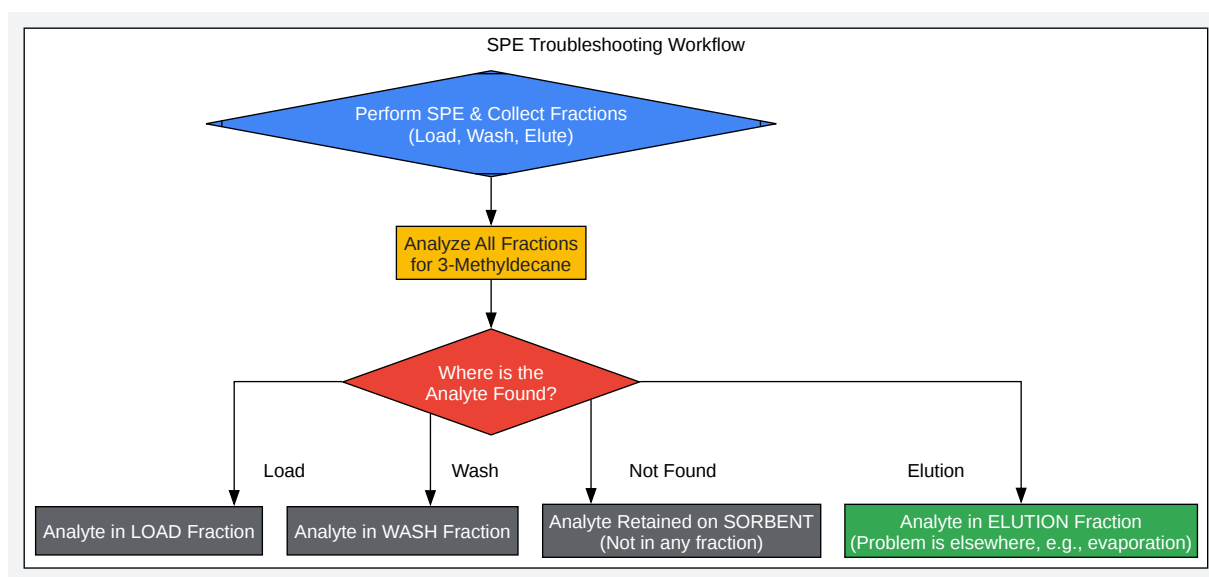 SPE Troubleshooting Workflow
Perform SPE & Collect Fractions
(Load, Wash, Elute)
Analyze All Fractions
for 3-Methyldecane
Where is the
Analyte Found?
Load
Wash
Not Found
Elution
Analyte in LOAD Fraction
Analyte in WASH Fraction
Analyte Retained on SORBENT
(Not in any fraction)
Analyte in ELUTION Fraction
(Problem is elsewhere, e.g., evaporation)